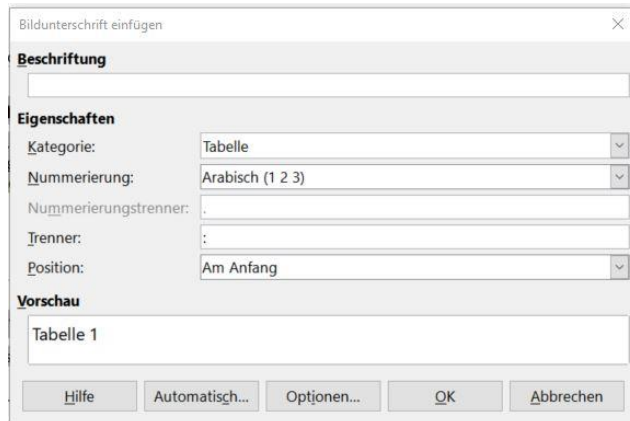 Bildunterschrift einfügen
Beschriftung
Eigenschaften
Kategorie: Tabelle
Nummerierung: Arabisch (1 2 3)
Nummerierungstrenner: .
Trenner: :
Position: Am Anfang
Vorschau
Tabelle 1
Hilfe Automatisch... Optionen... OK Abbrechen